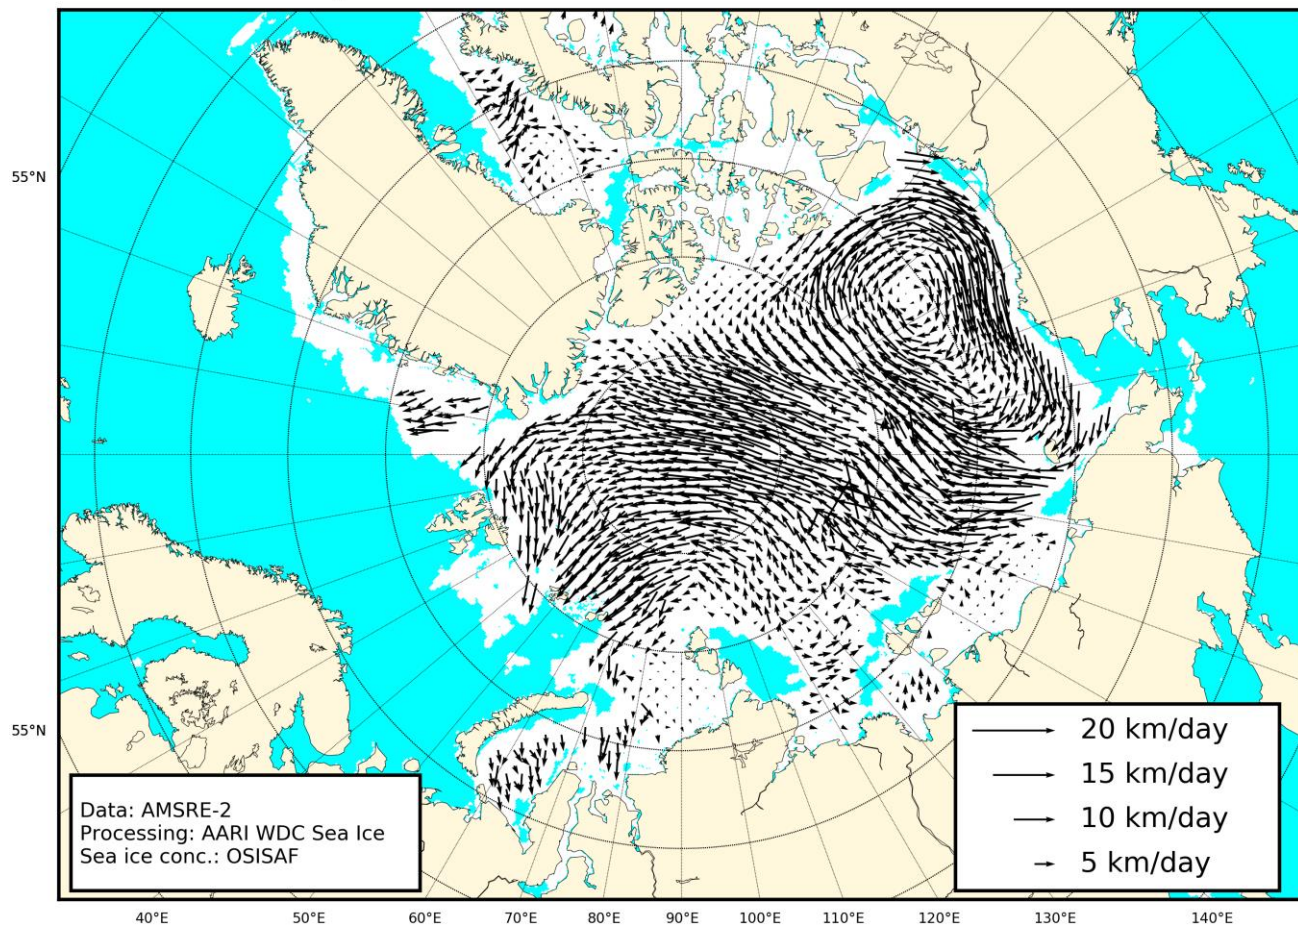 55°N
55°N
20 km/day
15 km/day
10 km/day
5 km/day
Data: AMSRE-2
Processing: AARI WDC Sea Ice
Sea ice conc.: OSISAF
40°E 50°E 60°E 70°E 80°E 90°E 100°E 110°E 120°E 130°E 140°E